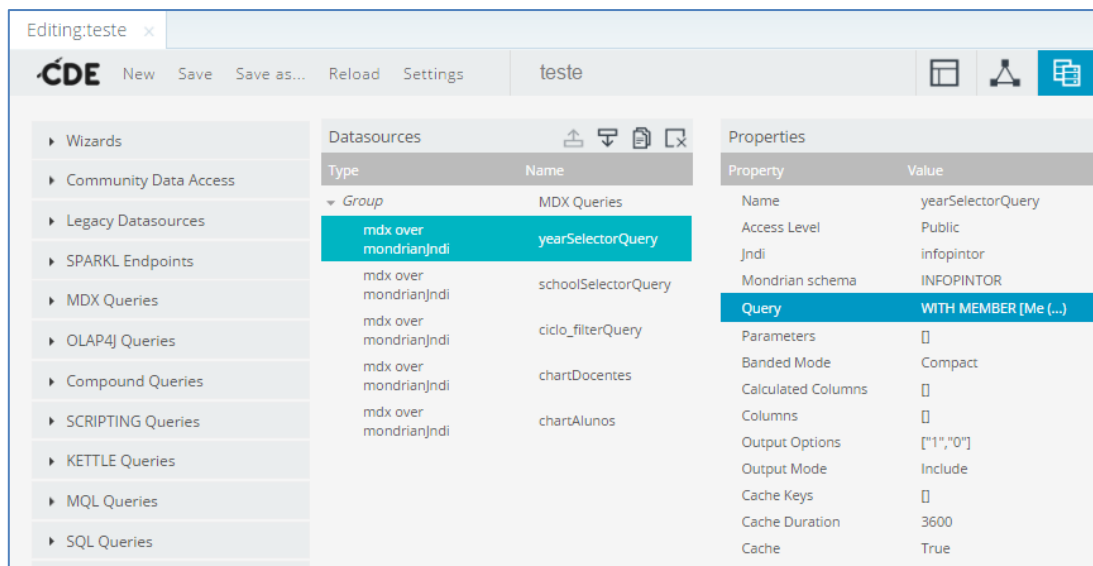 Editing:teste ×
CDE New Save Save as... Reload Settings teste
Wizards
Community Data Access
Legacy Datasources
SPARKL Endpoints
MDX Queries
OLAP4J Queries
Compound Queries
SCRIPTING Queries
KETTLE Queries
MQL Queries
SQL Queries
Datasources
Type Name
Group MDX Queries
mdx over
mondrianJndi yearSelectorQuery
mdx over
mondrianJndi schoolSelectorQuery
mdx over
mondrianJndi ciclo_filterQuery
mdx over
mondrianJndi chartDocentes
mdx over
mondrianJndi chartAlunos
Properties
Property Value
Name yearSelectorQuery
Access Level Public
Jndi infopintor
Mondrian schema INFOPINTOR
Query WITH MEMBER [Me (...)
Parameters []
Banded Mode Compact
Calculated Columns []
Columns []
Output Options ["1","0"]
Output Mode Include
Cache Keys []
Cache Duration 3600
Cache True